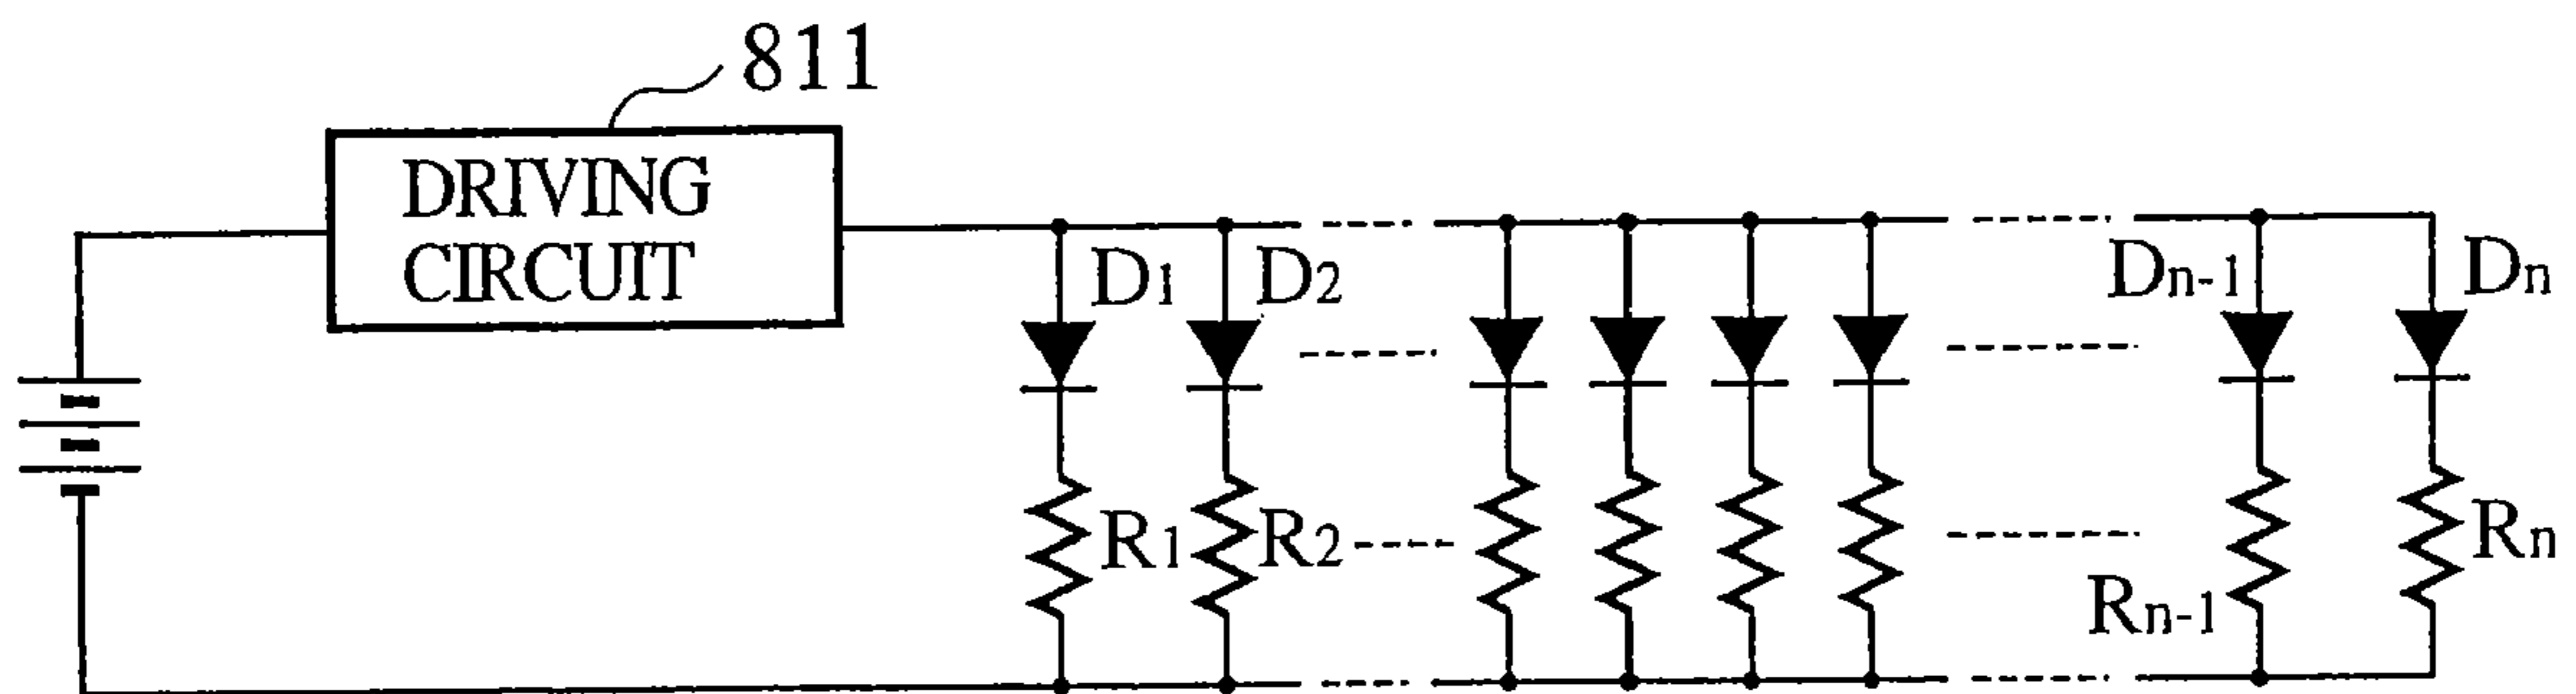 811
DRIVING
CIRCUIT
D1
D2
Dn-1
Dn
R1
R2
Rn-1
Rn